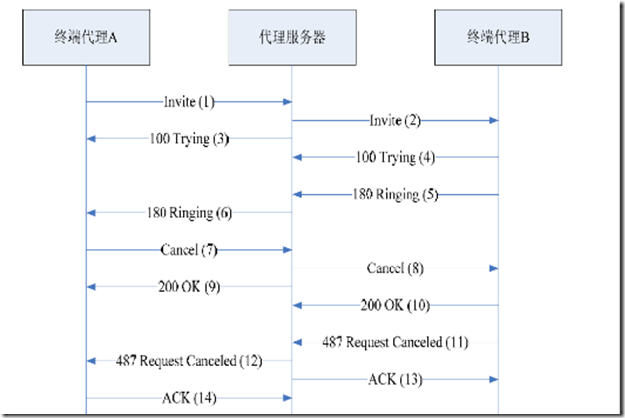 终端代理A
代理服务器
终端代理B
Invite (1)
Invite (2)
100 Trying (3)
100 Trying (4)
180 Ringing (5)
180 Ringing (6)
Cancel (7)
Cancel (8)
200 OK (9)
200 OK (10)
487 Request Canceled (11)
487 Request Canceled (12)
ACK (13)
ACK (14)